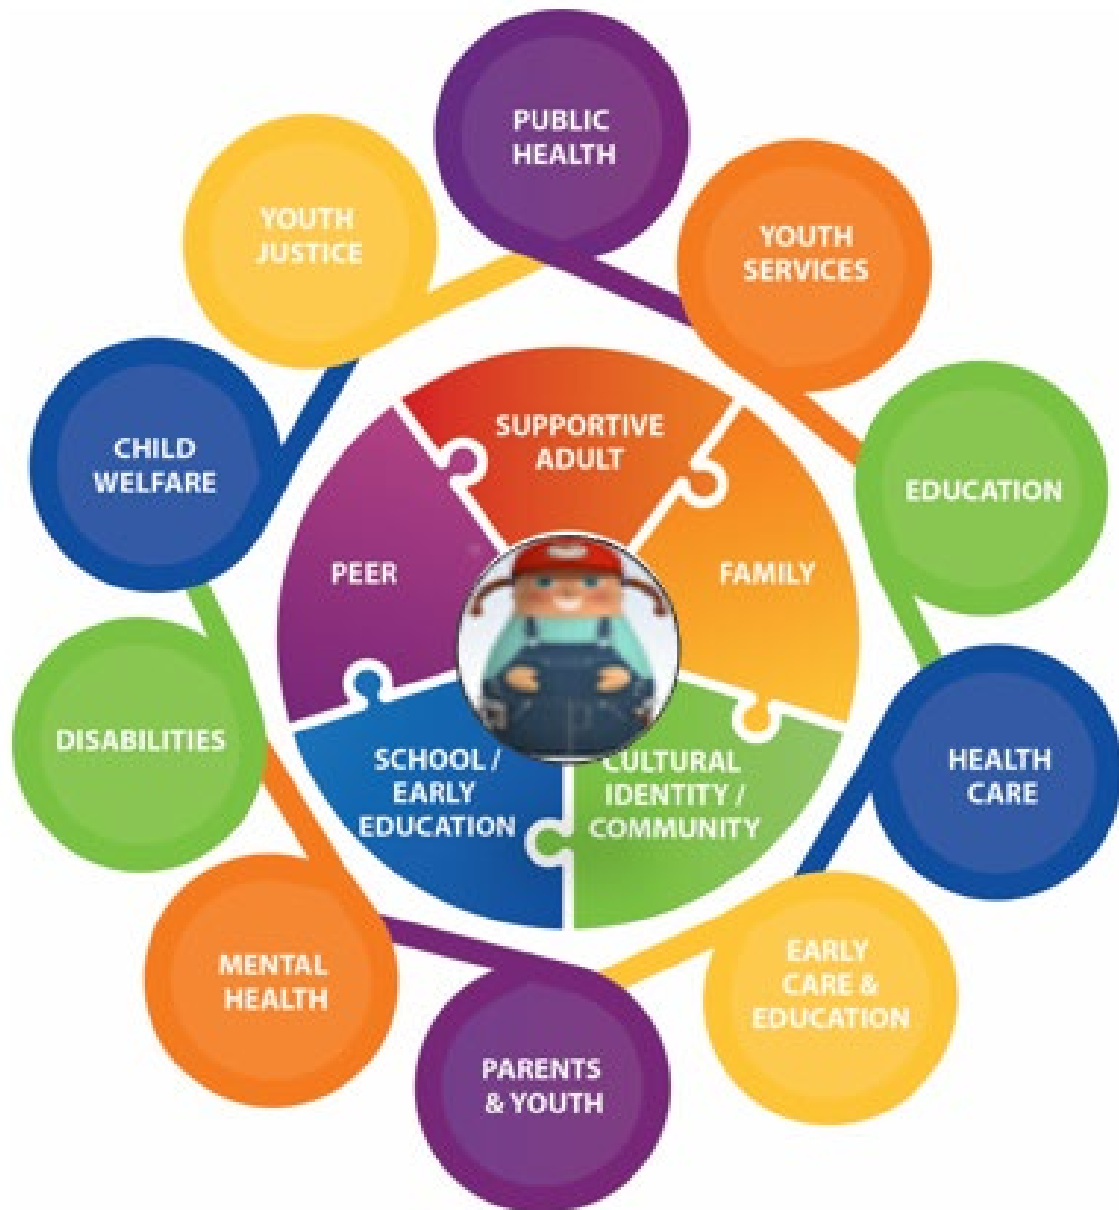 PUBLIC
HEALTH
YOUTH
SERVICES
EDUCATION
HEALTH
CARE
EARLY
CARE &
EDUCATION
PARENTS
& YOUTH
MENTAL
HEALTH
DISABILITIES
CHILD
WELFARE
YOUTH
JUSTICE
SUPPORTIVE
ADULT
FAMILY
CULTURAL
IDENTITY /
COMMUNITY
SCHOOL /
EARLY
EDUCATION
PEER